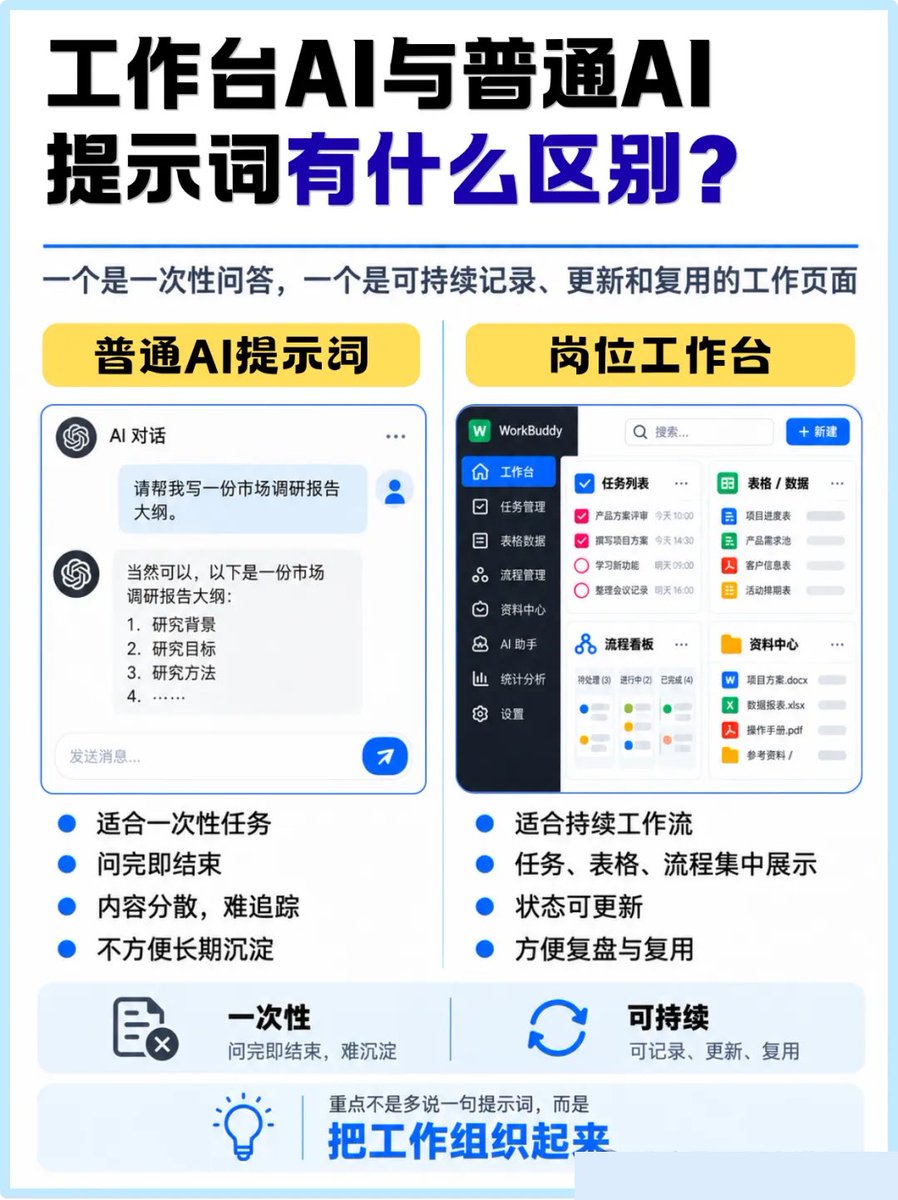 工作台AI与普通AI
提示词有什么区别?
一个是一次性问答，一个是可持续记录、更新和复用的工作页面
普通AI提示词
AI 对话
请帮我写一份市场调研报告
大纲。
当然可以，以下是一份市场
调研报告大纲：
1. 研究背景
2. 研究目标
3. 研究方法
4. ……
发送消息...
适合一次性任务
问完即结束
内容分散，难追踪
不方便长期沉淀
岗位工作台
W WorkBuddy
搜索...
+ 新建
工作台
任务管理
表格数据
流程管理
资料中心
AI 助手
统计分析
设置
任务列表
产品方案评审 今天 10:00
撰写项目方案 今天 14:30
学习新功能 明天 09:00
整理会议记录 明天 16:00
表格 / 数据
项目进度表
产品需求池
客户信息表
活动排期表
流程看板
待处理 (3) 进行中 (2) 已完成 (4)
资料中心
W 项目方案.docx
X 数据报表.xlsx
操作手册.pdf
参考资料 /
适合持续工作流
任务、表格、流程集中展示
状态可更新
方便复盘与复用
一次性
问完即结束，难沉淀
可持续
可记录、更新、复用
重点不是多说一句提示词，而是
把工作组织起来